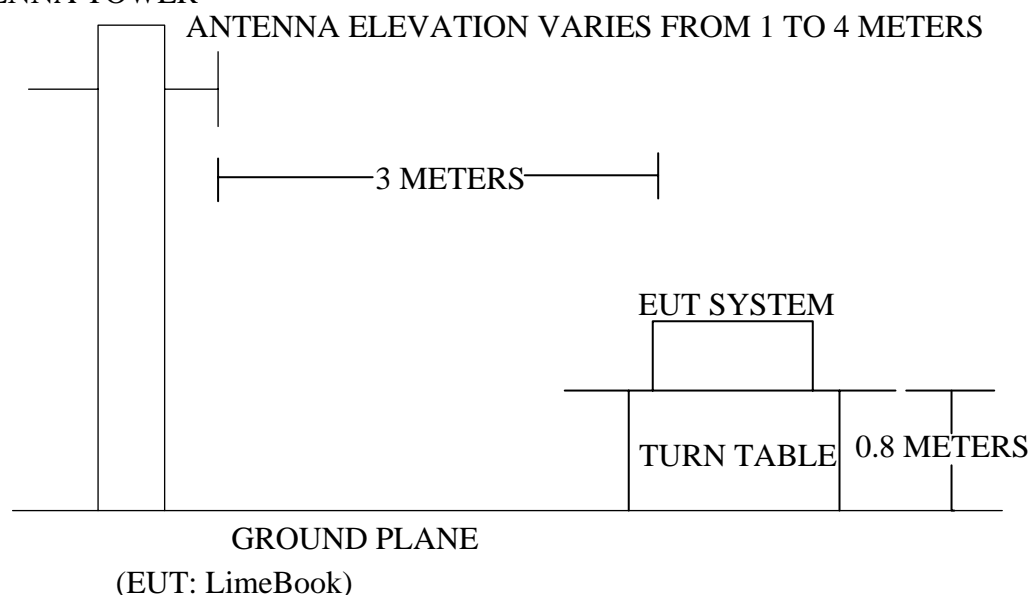 TOWER
ANTENNA ELEVATION VARIES FROM 1 TO 4 METERS
3 METERS
EUT SYSTEM
TURN TABLE
0.8 METERS
GROUND PLANE
(EUT: LimeBook)